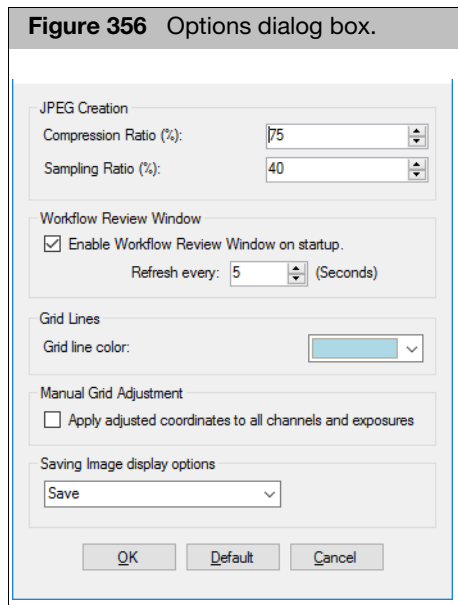 Figure 356 Options dialog box.
JPEG Creation
Compression Ratio (%): 75
Sampling Ratio (%): 40
Workflow Review Window
Enable Workflow Review Window on startup.
Refresh every: 5 (Seconds)
Grid Lines
Grid line color:
Manual Grid Adjustment
Apply adjusted coordinates to all channels and exposures
Saving Image display options
Save
OK Default Cancel